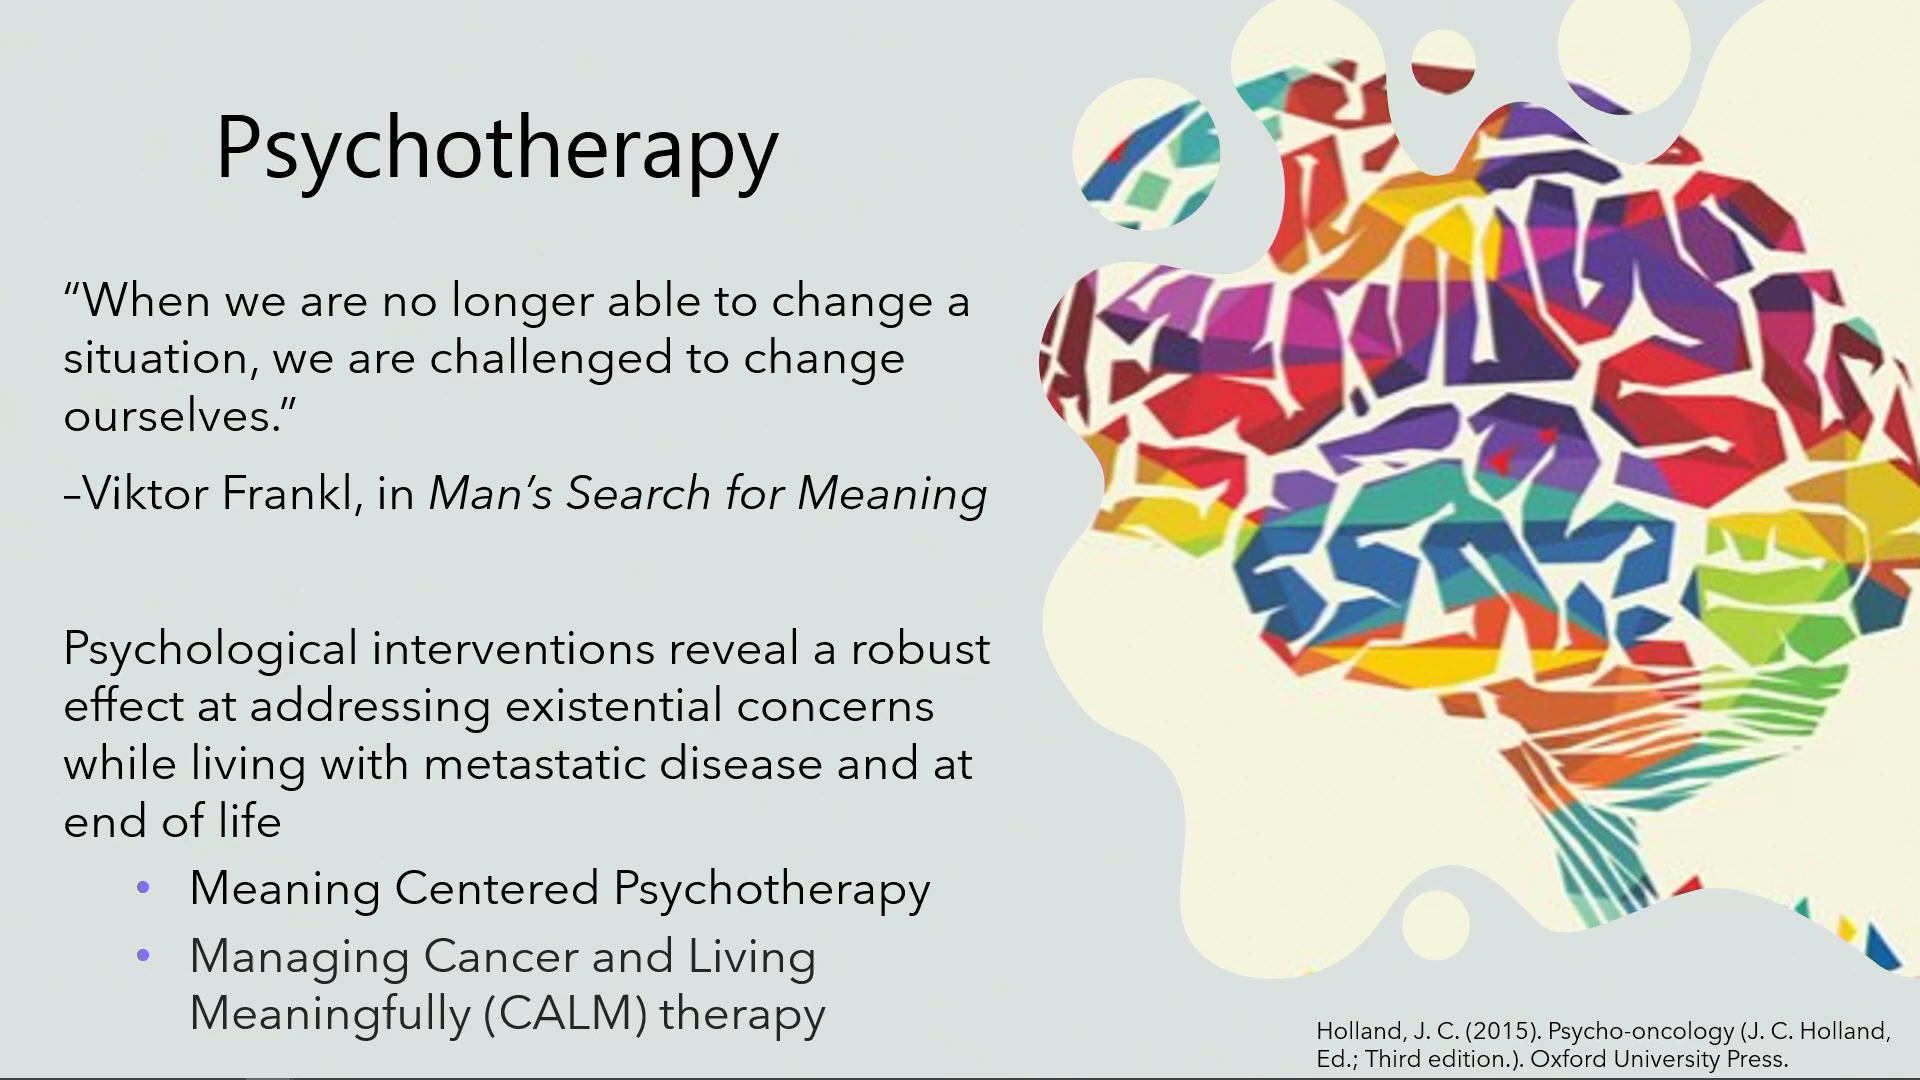 Psychotherapy
“When we are no longer able to change a
situation, we are challenged to change
ourselves.”
–Viktor Frankl, in Man’s Search for Meaning
Psychological interventions reveal a robust
effect at addressing existential concerns
while living with metastatic disease and at
end of life
• Meaning Centered Psychotherapy
• Managing Cancer and Living
Meaningfully (CALM) therapy
Holland, J. C. (2015). Psycho-oncology (J. C. Holland,
Ed.; Third edition.). Oxford University Press.